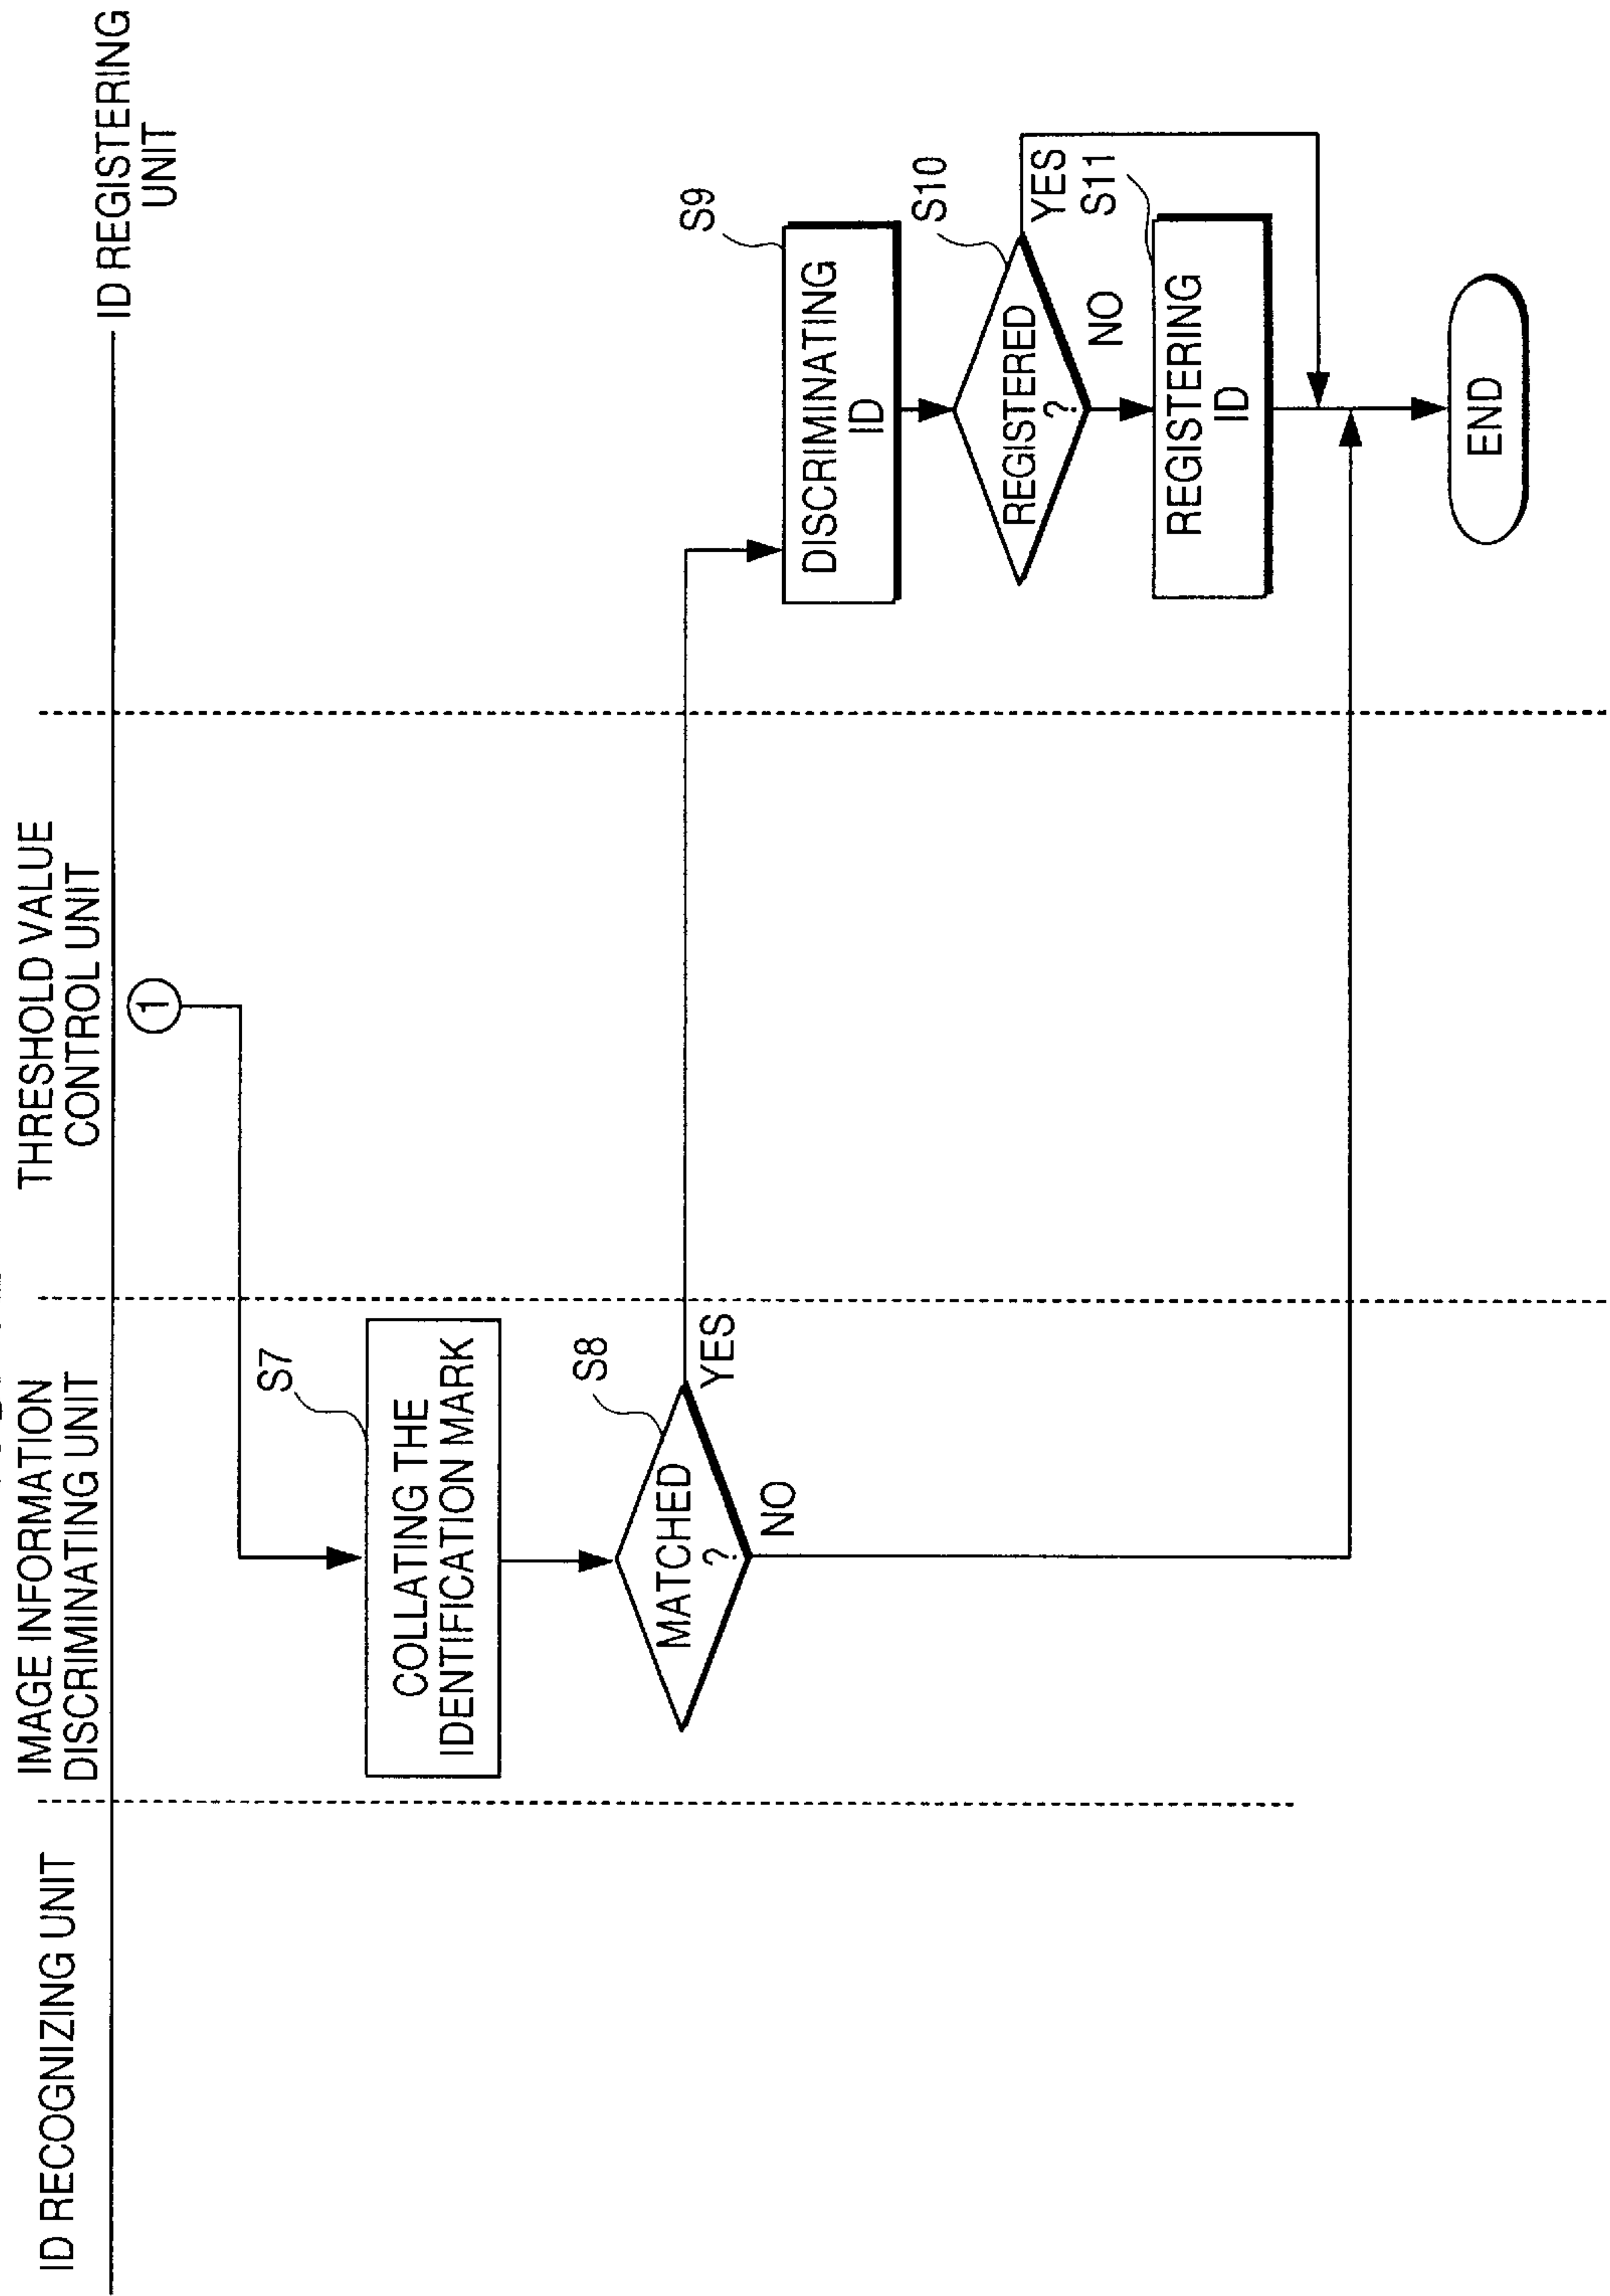 ID RECOGNIZING UNIT
IMAGE INFORMATION
DISCRIMINATING UNIT
THRESHOLD VALUE
CONTROL UNIT
ID REGISTERING
UNIT
1
S7
COLLATING THE
IDENTIFICATION MARK
S8
MATCHED
?
YES
NO
S9
DISCRIMINATING
ID
S10
REGISTERED
?
YES
NO
S11
REGISTERING
ID
END